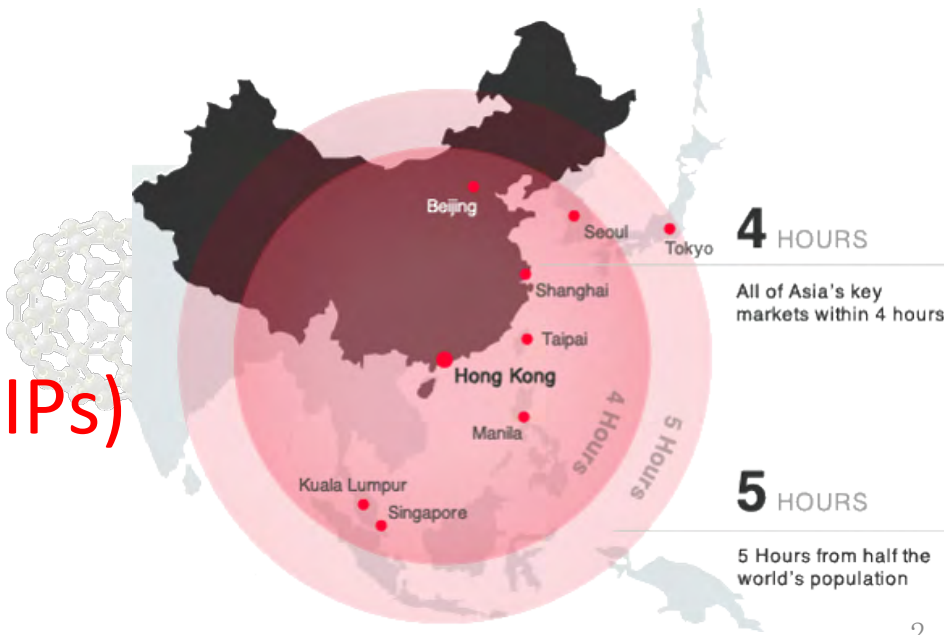 Beijing
Seoul
Tokyo
4 HOURS
Shanghai
All of Asia's key
markets within 4 hours
Taipai
Hong Kong
IPs)
4 Hours
5 Hours
Manila
Kuala Lumpur
Singapore
5 HOURS
5 Hours from half the
world's population
2